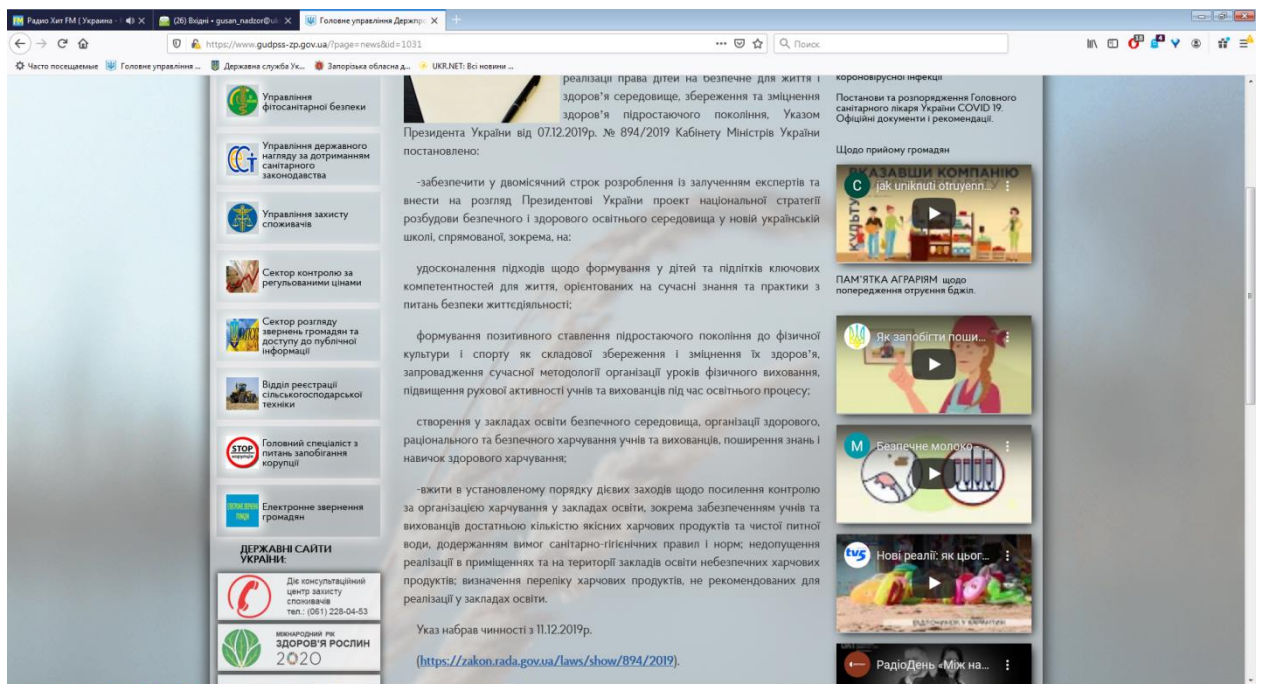 Радио Хит FM ( Украина -
(26) Вхідні • gusan_nadzor@uk
Головне управління Держпро
https://www.gudpss-zp.gov.ua/?page=news&id=1031
Поиск
Часто посещаемые
Головне управління ...
Державна служба Ук...
Запорізька обласна д...
UKR.NET: Всі новини ...
Управління
фітосанітарної безпеки
Управління державного
нагляду за дотриманням
санітарного
законодавства
Управління захисту
споживачів
Сектор контролю за
регульованими цінами
Сектор розгляду
звернень громадян та
доступу до публічної
інформації
Відділ реєстрації
сільськогосподарської
техніки
STOP
корупція
Головний спеціаліст з
питань запобігання
корупції
Електронне звернення
громадян
ДЕРЖАВНІ САЙТИ
УКРАЇНИ:
Діє консультаційний
центр захисту
споживачів
тел.: (061) 228-04-53
МІЖНАРОДНИЙ РІК
ЗДОРОВ'Я РОСЛИН
2020
реалізації права дітей на безпечне для життя і
здоров'я середовище, збереження та зміцнення
здоров'я підростаючого покоління, Указом
Президента України від 07.12.2019р. № 894/2019 Кабінету Міністрів України
постановлено:
-забезпечити у двомісячний строк розроблення із залученням експертів та
внести на розгляд Президентові України проект національної стратегії
розбудови безпечного і здорового освітнього середовища у новій українській
школі, спрямованої, зокрема, на:
удосконалення підходів щодо формування у дітей та підлітків ключових
компетентностей для життя, орієнтованих на сучасні знання та практики з
питань безпеки життєдіяльності;
формування позитивного ставлення підростаючого покоління до фізичної
культури і спорту як складової збереження і зміцнення їх здоров'я,
запровадження сучасної методології організації уроків фізичного виховання,
підвищення рухової активності учнів та вихованців під час освітнього процесу;
створення у закладах освіти безпечного середовища, організації здорового,
раціонального та безпечного харчування учнів та вихованців, поширення знань і
навичок здорового харчування;
-вжити в установленому порядку дієвих заходів щодо посилення контролю
за організацією харчування у закладах освіти, зокрема забезпеченням учнів та
вихованців достатньою кількістю якісних харчових продуктів та чистої питної
води, додержанням вимог санітарно-гігієнічних правил і норм; недопущення
реалізації в приміщеннях та на території закладів освіти небезпечних харчових
продуктів; визначення переліку харчових продуктів, не рекомендованих для
реалізації у закладах освіти.
Указ набрав чинності з 11.12.2019р.
(https://zakon.rada.gov.ua/laws/show/894/2019).
короновірусної інфекції
Постанови та розпорядження Головного
санітарного лікаря України COVID 19.
Офіційні документи і рекомендації.
Щодо прийому громадян
ВКАЗАВШИ КОМПАНІЮ
C jak uniknuti otruyenn...
КУДЬТУ
ПАМ'ЯТКА АГРАРІЯМ щодо
попередження отруєння бджіл.
Як запобігти поши...
M Безпечне молоко
tv5 Нові реалії: як цьог...
РадіоДень «Між на...